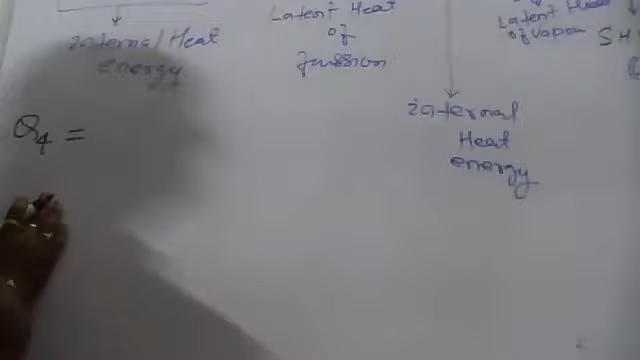 internal Heat
energy
Latent Heat
of
fussion
Latent Heat
of Vapou
SH
internal
Heat
energy
Q4 =